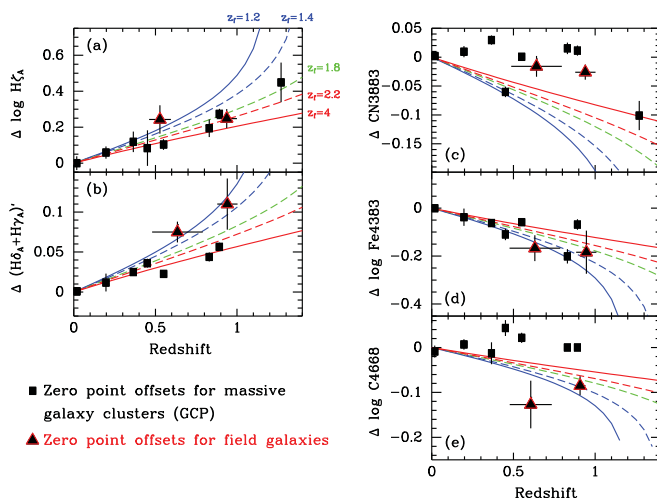 z_f=1.2 z_f=1.4
(a)
0.6
0.4
0.2
0
Δ log Hζ_A
z_f=1.8
z_f=2.2
z_f=4
(b)
0.1
0.05
0
Δ (Hδ_A+Hγ_A)′
0 0.5 1
Redshift
■ Zero point offsets for massive
galaxy clusters (GCP)
▲ Zero point offsets for field galaxies
0
−0.05
−0.1
−0.15
Δ CN3883
(c)
0
−0.2
−0.4
Δ log Fe4383
(d)
0
−0.1
−0.2
Δ log C4668
(e)
0 0.5 1
Redshift